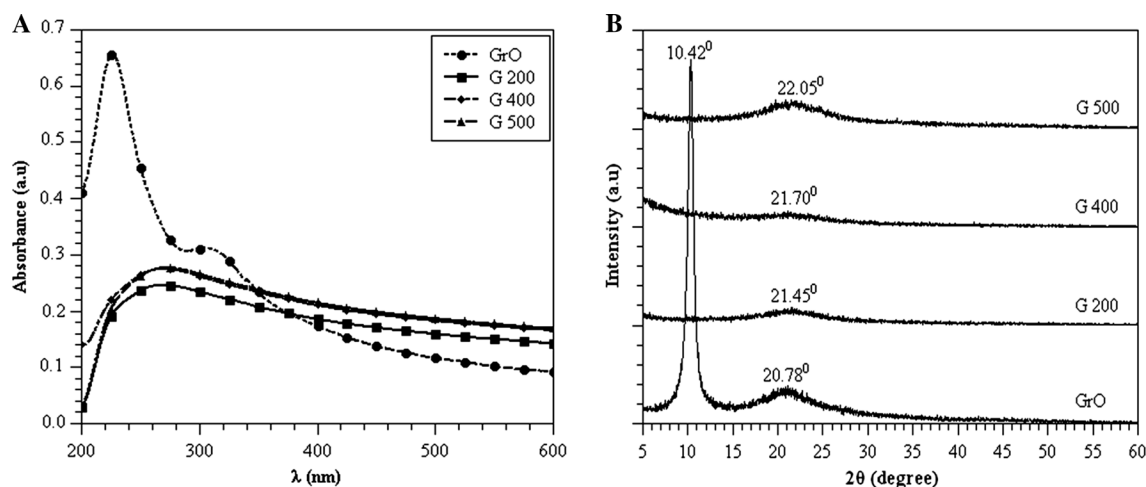 A
0.7
0.6
0.5
0.4
0.3
0.2
0.1
0.0
Absorbance (a.u)
GrO
G 200
G 400
G 500
200
300
400
500
600
λ (nm)
B
10.42⁰
22.05⁰
G 500
21.70⁰
G 400
21.45⁰
G 200
20.78⁰
GrO
Intensity (a.u)
5
10
15
20
25
30
35
40
45
50
55
60
2θ (degree)